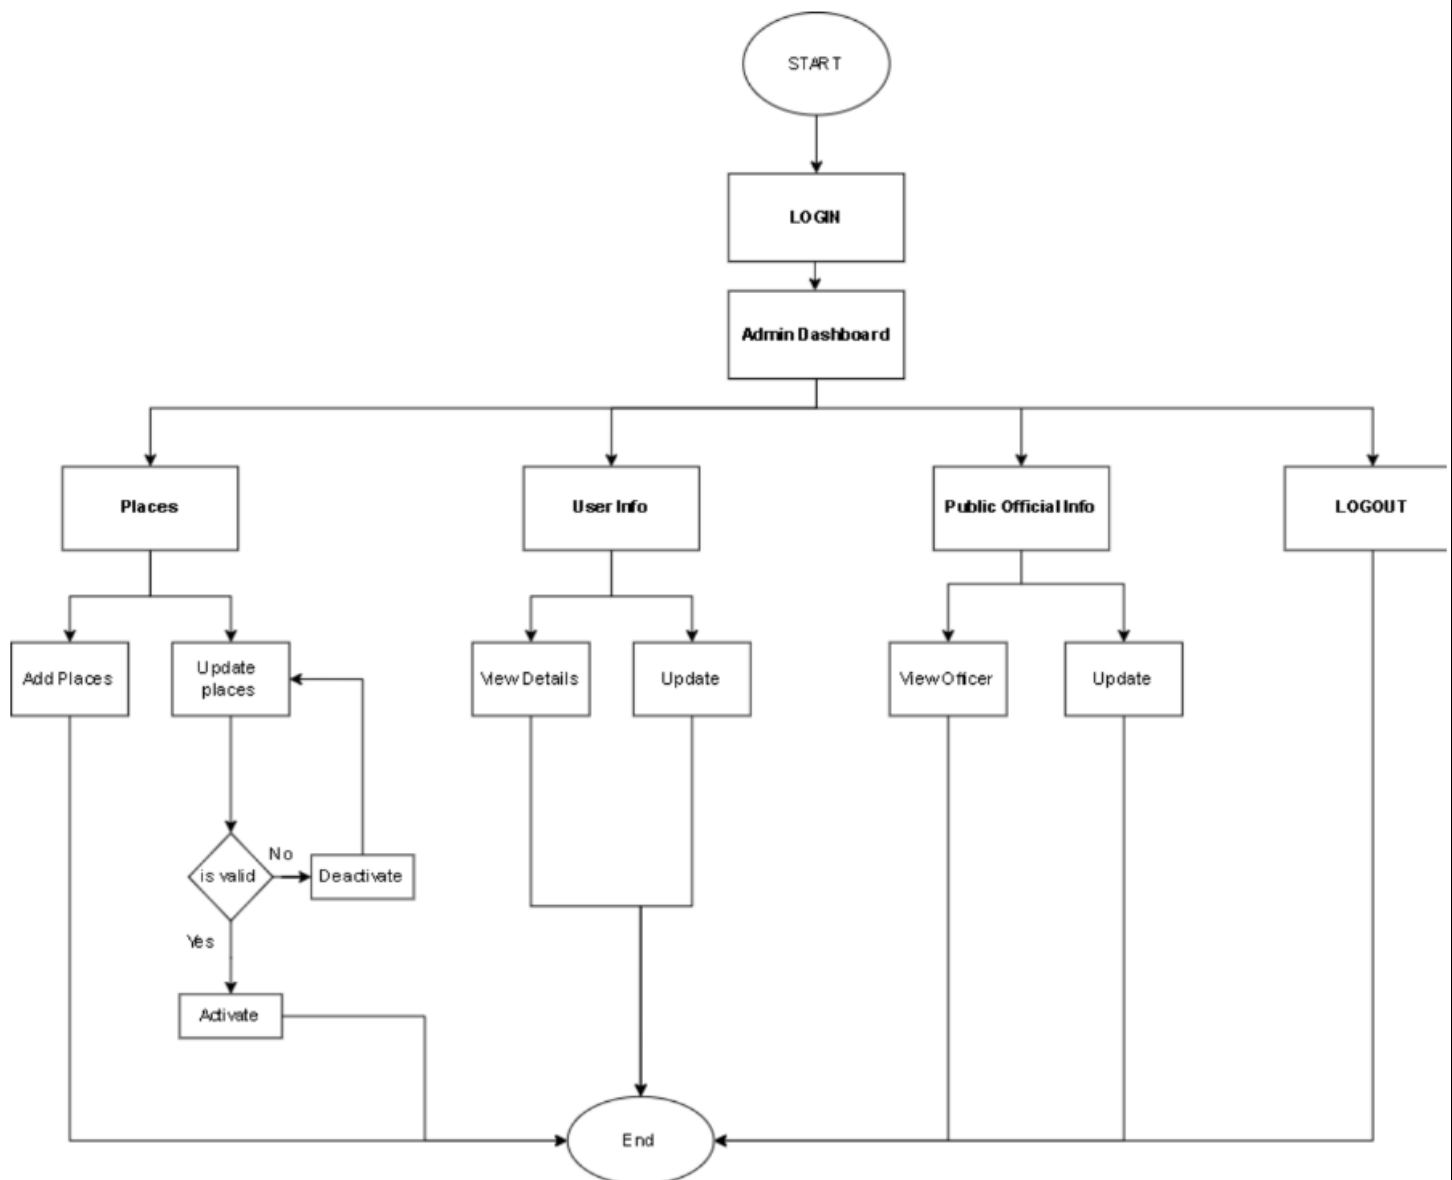 START
LOGIN
Admin Dashboard
Places
User Info
Public Official Info
LOGOUT
Add Places
Update
places
View Details
Update
View Officer
Update
is valid
No
Deactivate
Yes
Activate
End